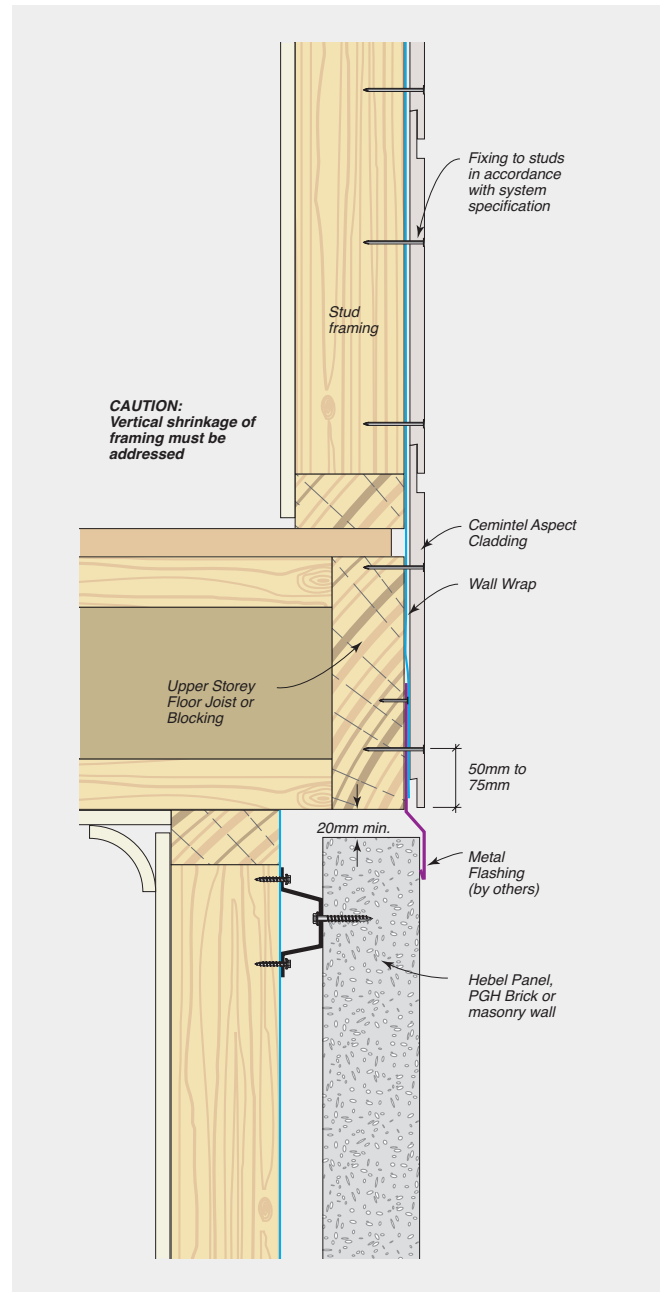 Fixing to studs
in accordance
with system
specification
Stud
framing
CAUTION:
Vertical shrinkage of
framing must be
addressed
Cemintel Aspect
Cladding
Wall Wrap
Upper Storey
Floor Joist or
Blocking
50mm to
75mm
20mm min.
Metal
Flashing
(by others)
Hebel Panel,
PGH Brick or
masonry wall